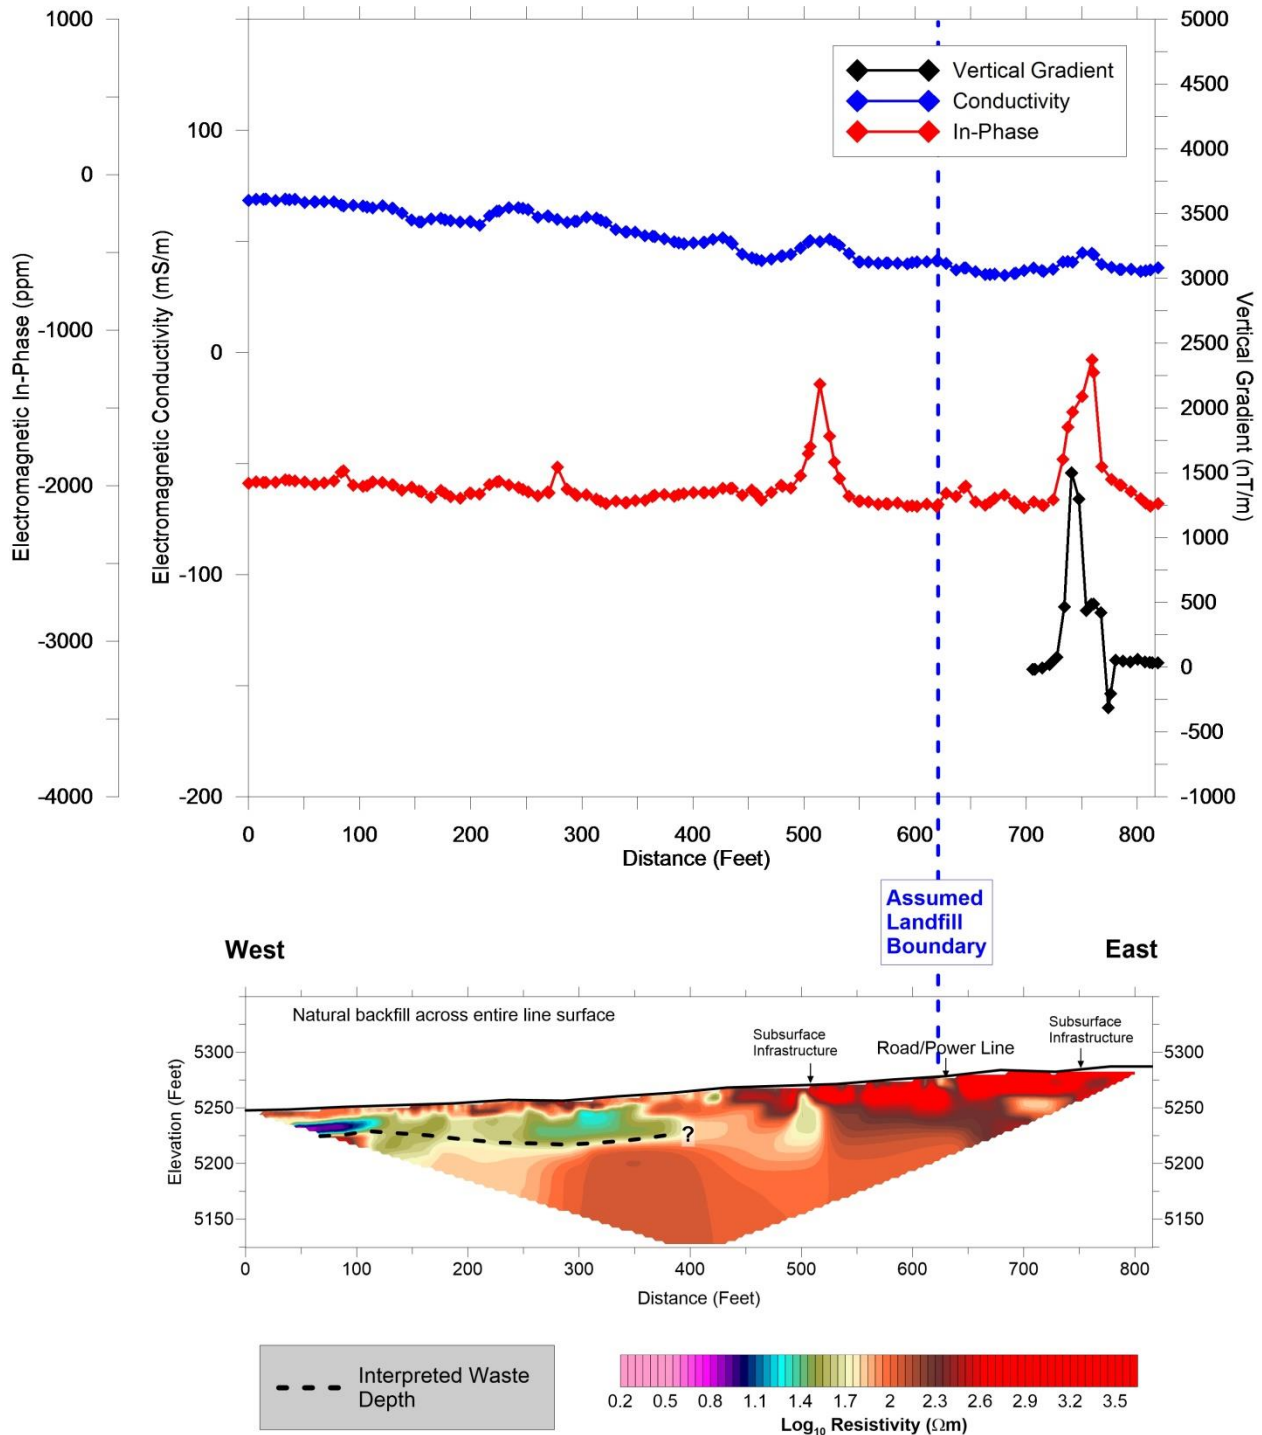 1000
0
-1000
-2000
-3000
-4000
Electromagnetic In-Phase (ppm)
100
0
-100
-200
Electromagnetic Conductivity (mS/m)
Vertical Gradient
Conductivity
In-Phase
5000
4500
4000
3500
3000
2500
2000
1500
1000
500
0
-500
-1000
Vertical Gradient (nT/m)
0 100 200 300 400 500 600 700 800
Distance (Feet)
Assumed
Landfill
Boundary
West
East
Natural backfill across entire line surface
Subsurface
Infrastructure
Road/Power Line
Subsurface
Infrastructure
5300
5250
5200
5150
Elevation (Feet)
?
5300
5250
5200
5150
0 100 200 300 400 500 600 700 800
Distance (Feet)
Interpreted Waste
Depth
0.2 0.5 0.8 1.1 1.4 1.7 2 2.3 2.6 2.9 3.2 3.5
Log₁₀ Resistivity (Ωm)